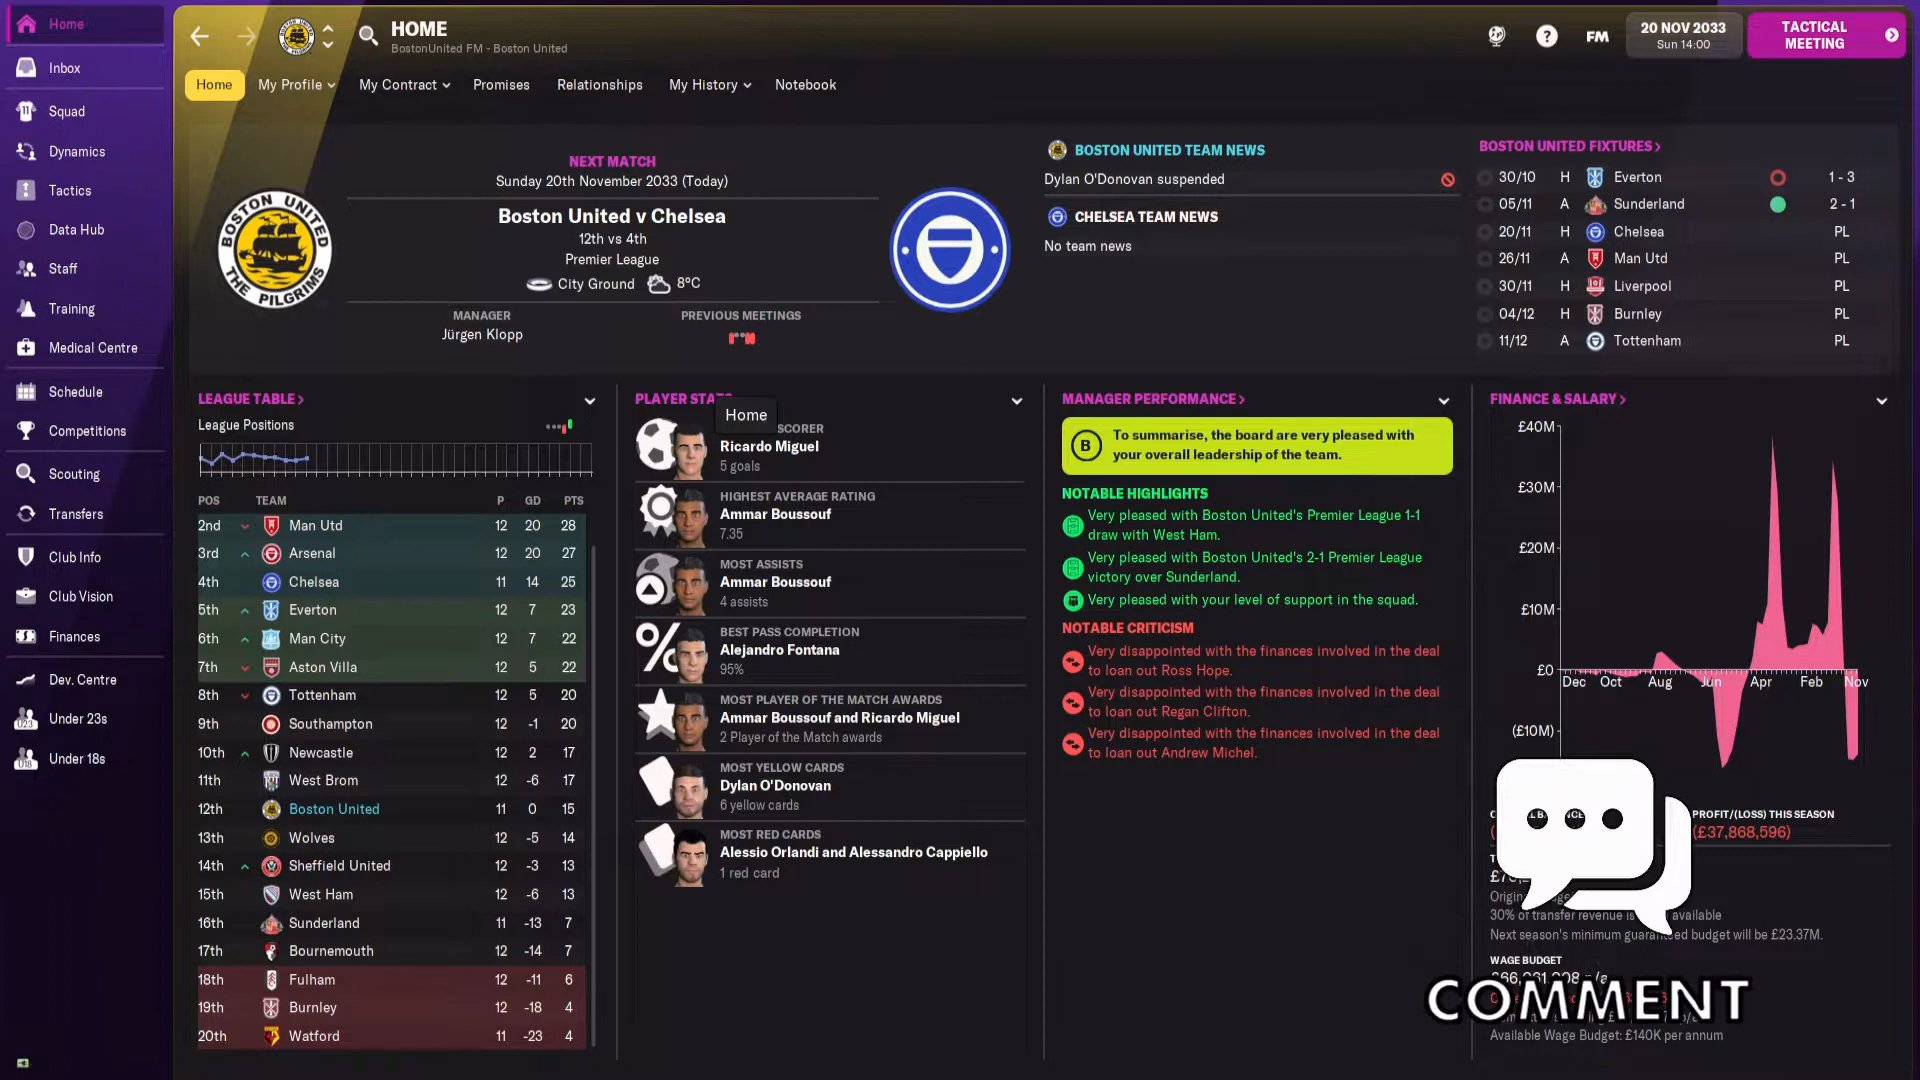 Home
Inbox
Squad
Dynamics
Tactics
Data Hub
Staff
Training
Medical Centre
Schedule
Competitions
Scouting
Transfers
Club Info
Club Vision
Finances
Dev. Centre
Under 23s
Under 18s
HOME
BostonUnited FM - Boston United
FM
20 NOV 2033
Sun 14:00
TACTICAL
MEETING
Home
My Profile
My Contract
Promises
Relationships
My History
Notebook
BOSTON UNITED
THE PILGRIMS
NEXT MATCH
Sunday 20th November 2033 (Today)
Boston United v Chelsea
12th vs 4th
Premier League
City Ground 8°C
MANAGER
Jürgen Klopp
PREVIOUS MEETINGS
BOSTON UNITED TEAM NEWS
Dylan O'Donovan suspended
CHELSEA TEAM NEWS
No team news
BOSTON UNITED FIXTURES
30/10 H Everton 1 - 3
05/11 A Sunderland 2 - 1
20/11 H Chelsea PL
26/11 A Man Utd PL
30/11 H Liverpool PL
04/12 H Burnley PL
11/12 A Tottenham PL
LEAGUE TABLE
League Positions
POS TEAM P GD PTS
2nd Man Utd 12 20 28
3rd Arsenal 12 20 27
4th Chelsea 11 14 25
5th Everton 12 7 23
6th Man City 12 7 22
7th Aston Villa 12 5 22
8th Tottenham 12 5 20
9th Southampton 12 -1 20
10th Newcastle 12 2 17
11th West Brom 12 -6 17
12th Boston United 11 0 15
13th Wolves 12 -5 14
14th Sheffield United 12 -3 13
15th West Ham 12 -6 13
16th Sunderland 11 -13 7
17th Bournemouth 12 -14 7
18th Fulham 12 -11 6
19th Burnley 12 -18 4
20th Watford 11 -23 4
PLAYER STATS
Home
SCORER
Ricardo Miguel
5 goals
HIGHEST AVERAGE RATING
Ammar Boussouf
7.35
MOST ASSISTS
Ammar Boussouf
4 assists
BEST PASS COMPLETION
Alejandro Fontana
95%
MOST PLAYER OF THE MATCH AWARDS
Ammar Boussouf and Ricardo Miguel
2 Player of the Match awards
MOST YELLOW CARDS
Dylan O'Donovan
6 yellow cards
MOST RED CARDS
Alessio Orlandi and Alessandro Cappiello
1 red card
MANAGER PERFORMANCE
B
To summarise, the board are very pleased with
your overall leadership of the team.
NOTABLE HIGHLIGHTS
Very pleased with Boston United's Premier League 1-1
draw with West Ham.
Very pleased with Boston United's 2-1 Premier League
victory over Sunderland.
Very pleased with your level of support in the squad.
NOTABLE CRITICISM
Very disappointed with the finances involved in the deal
to loan out Ross Hope.
Very disappointed with the finances involved in the deal
to loan out Regan Clifton.
Very disappointed with the finances involved in the deal
to loan out Andrew Michel.
FINANCE & SALARY
£40M
£30M
£20M
£10M
£0
(£10M)
Dec Oct Aug Jun Apr Feb Nov
PROFIT/(LOSS) THIS SEASON
(£37,868,596)
30% of transfer revenue is available
Next season's minimum guaranteed budget will be £23.37M.
WAGE BUDGET
COMMENT
Available Wage Budget: £140K per annum